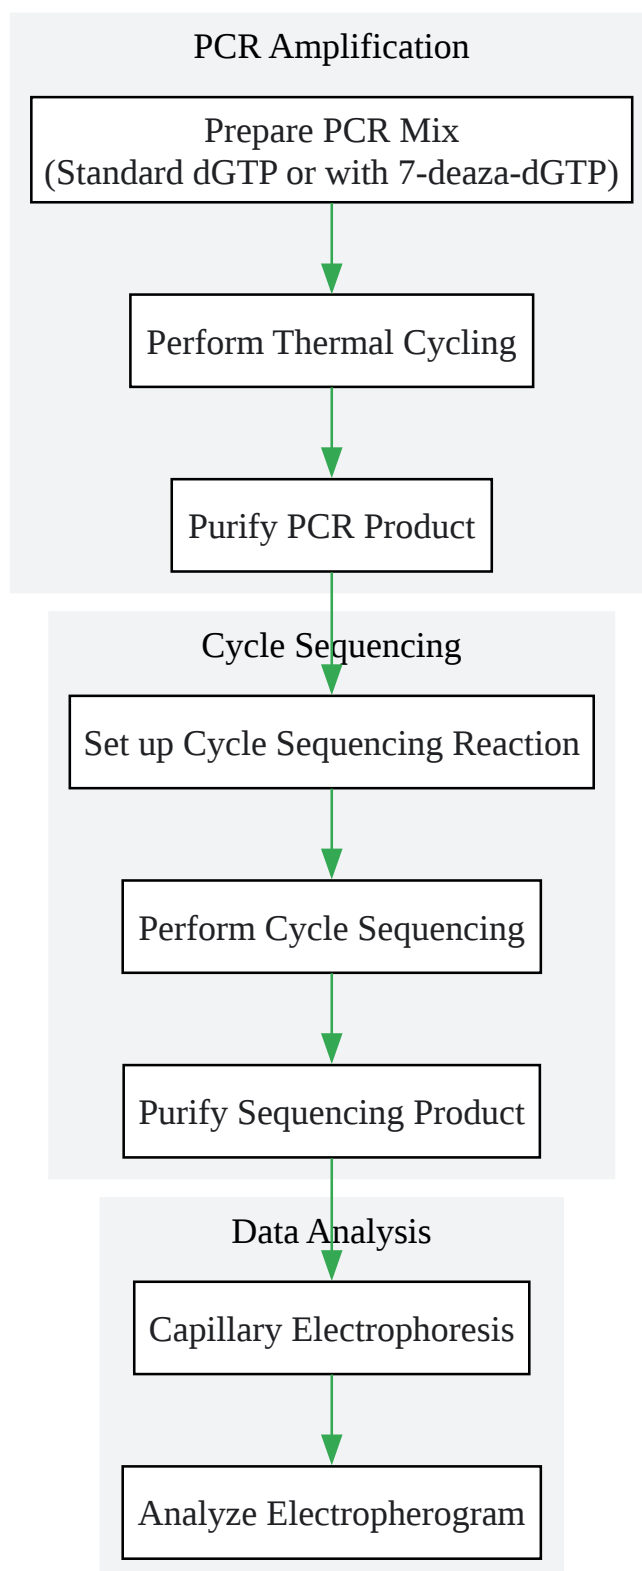 PCR Amplification
Prepare PCR Mix
(Standard dGTP or with 7-deaza-dGTP)
Perform Thermal Cycling
Purify PCR Product
Cycle Sequencing
Set up Cycle Sequencing Reaction
Perform Cycle Sequencing
Purify Sequencing Product
Data Analysis
Capillary Electrophoresis
Analyze Electropherogram